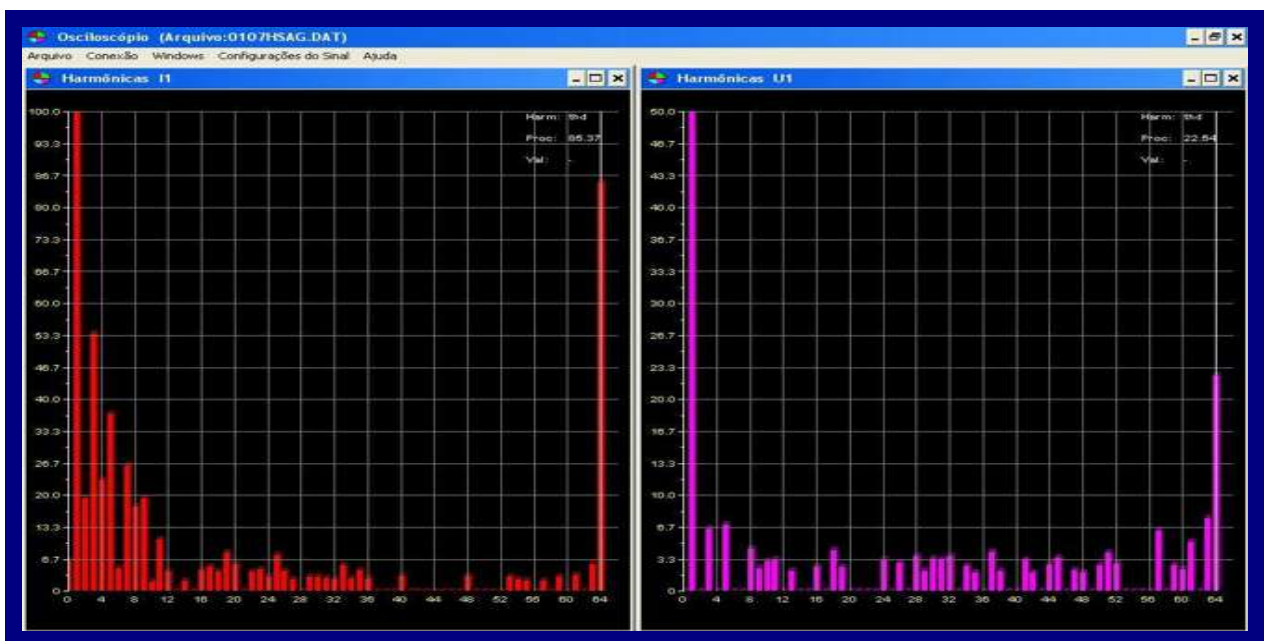 Osciloscópio (Arquivo:0107HSAG.DAT)
Arquivo Conexão Windows Configurações do Sinal Ajuda
Harmônicas I1
Harm: thd
Proc: 85.37
Val: -
100.0
93.3
86.7
80.0
73.3
66.7
60.0
53.3
46.7
40.0
33.3
26.7
20.0
13.3
6.7
0
0 4 8 12 16 20 24 28 32 36 40 44 48 52 56 60 64
Harmônicas U1
Harm: thd
Proc: 22.54
Val: -
50.0
46.7
43.3
40.0
36.7
33.3
30.0
26.7
23.3
20.0
16.7
13.3
10.0
6.7
3.3
0
0 4 8 12 16 20 24 28 32 36 40 44 48 52 56 60 64